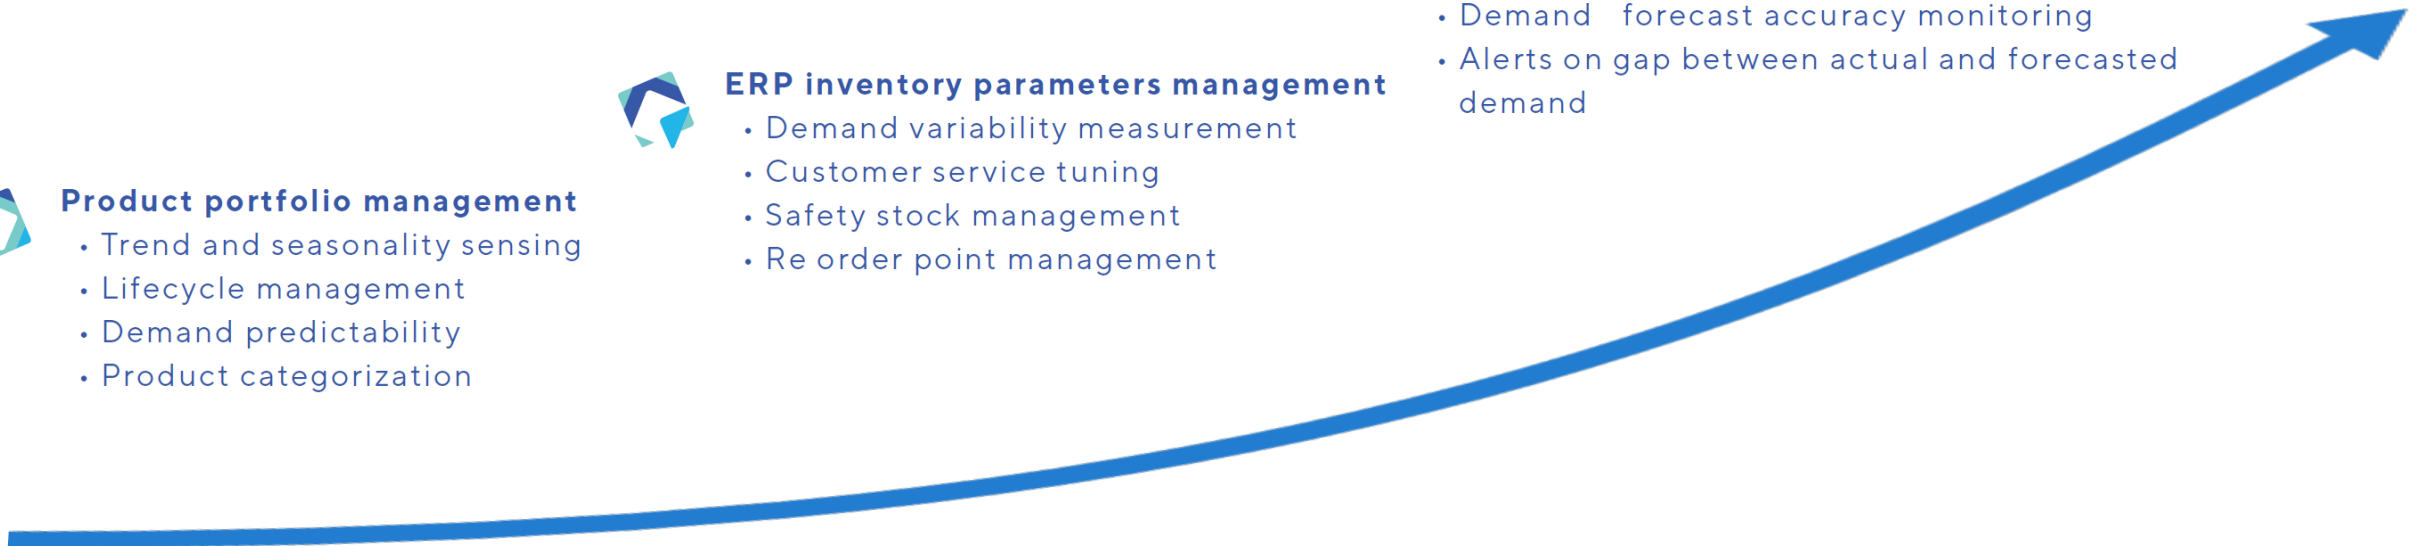 Product portfolio management
• Trend and seasonality sensing
• Lifecycle management
• Demand predictability
• Product categorization
ERP inventory parameters management
• Demand variability measurement
• Customer service tuning
• Safety stock management
• Re order point management
• Demand forecast accuracy monitoring
• Alerts on gap between actual and forecasted
demand